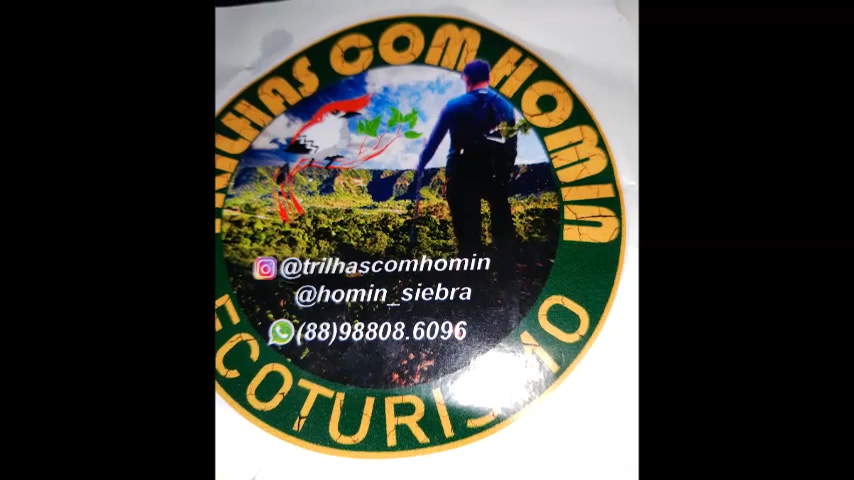 TRILHAS COM HOMIN
@trilhascomhomin
@homin_siebra
(88)98808.6096
ECOTURISMO